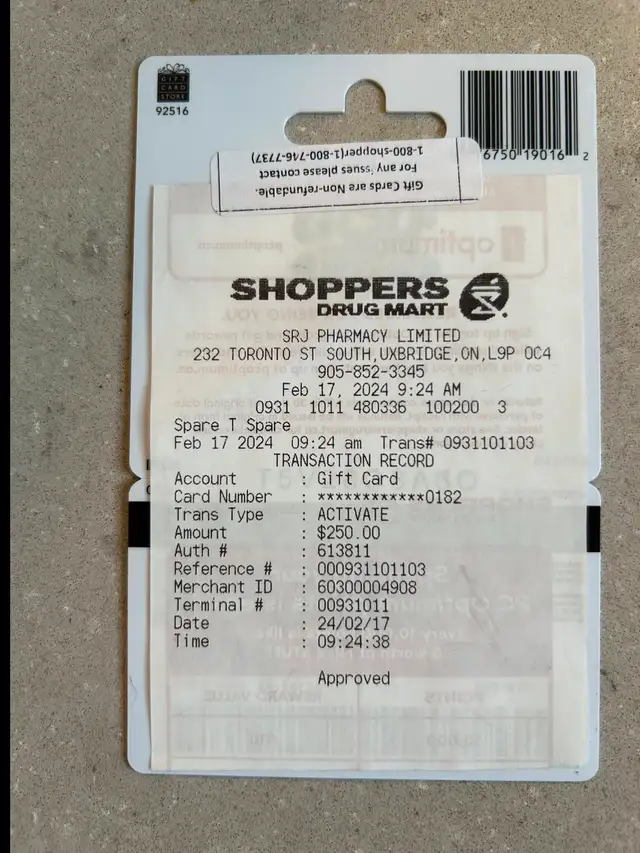 GIFT
CARD
STORE
92516
6750 19016 2
Gift Cards are Non-refundable.
For any issues please contact
1-800-shopper(1-800-746-7737)
optimum
SHOPPERS
DRUG MART
SRJ PHARMACY LIMITED
232 TORONTO ST SOUTH,UXBRIDGE,ON,L9P 0C4
905-852-3345
Feb 17, 2024 9:24 AM
0931 1011 480336 100200 3
Spare T Spare
Feb 17 2024 09:24 am Trans# 0931101103
TRANSACTION RECORD
Account : Gift Card
Card Number : ************0182
Trans Type : ACTIVATE
Amount : $250.00
Auth # : 613811
Reference # : 000931101103
Merchant ID : 60300004908
Terminal # : 00931011
Date : 24/02/17
Time : 09:24:38
Approved
POINTS REWARD VALUE